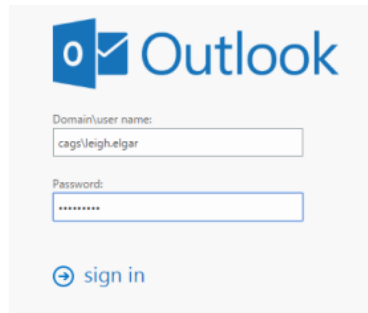 Outlook
Domain\user name:
cags\leigh.elgar
Password:
•••••••••
sign in